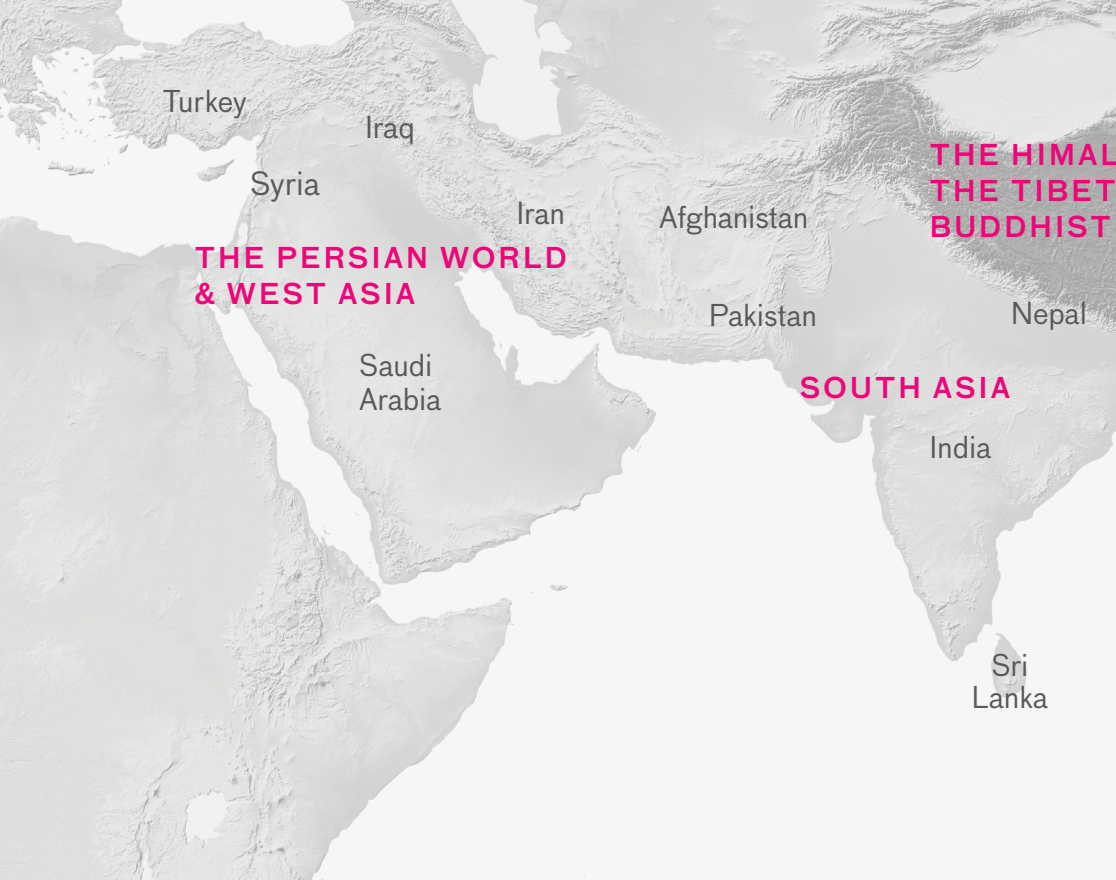 Turkey
Iraq
THE HIMAL
THE TIBET
BUDDHIST
Syria
Iran
Afghanistan
THE PERSIAN WORLD
& WEST ASIA
Pakistan
Nepal
Saudi
Arabia
SOUTH ASIA
India
Sri
Lanka